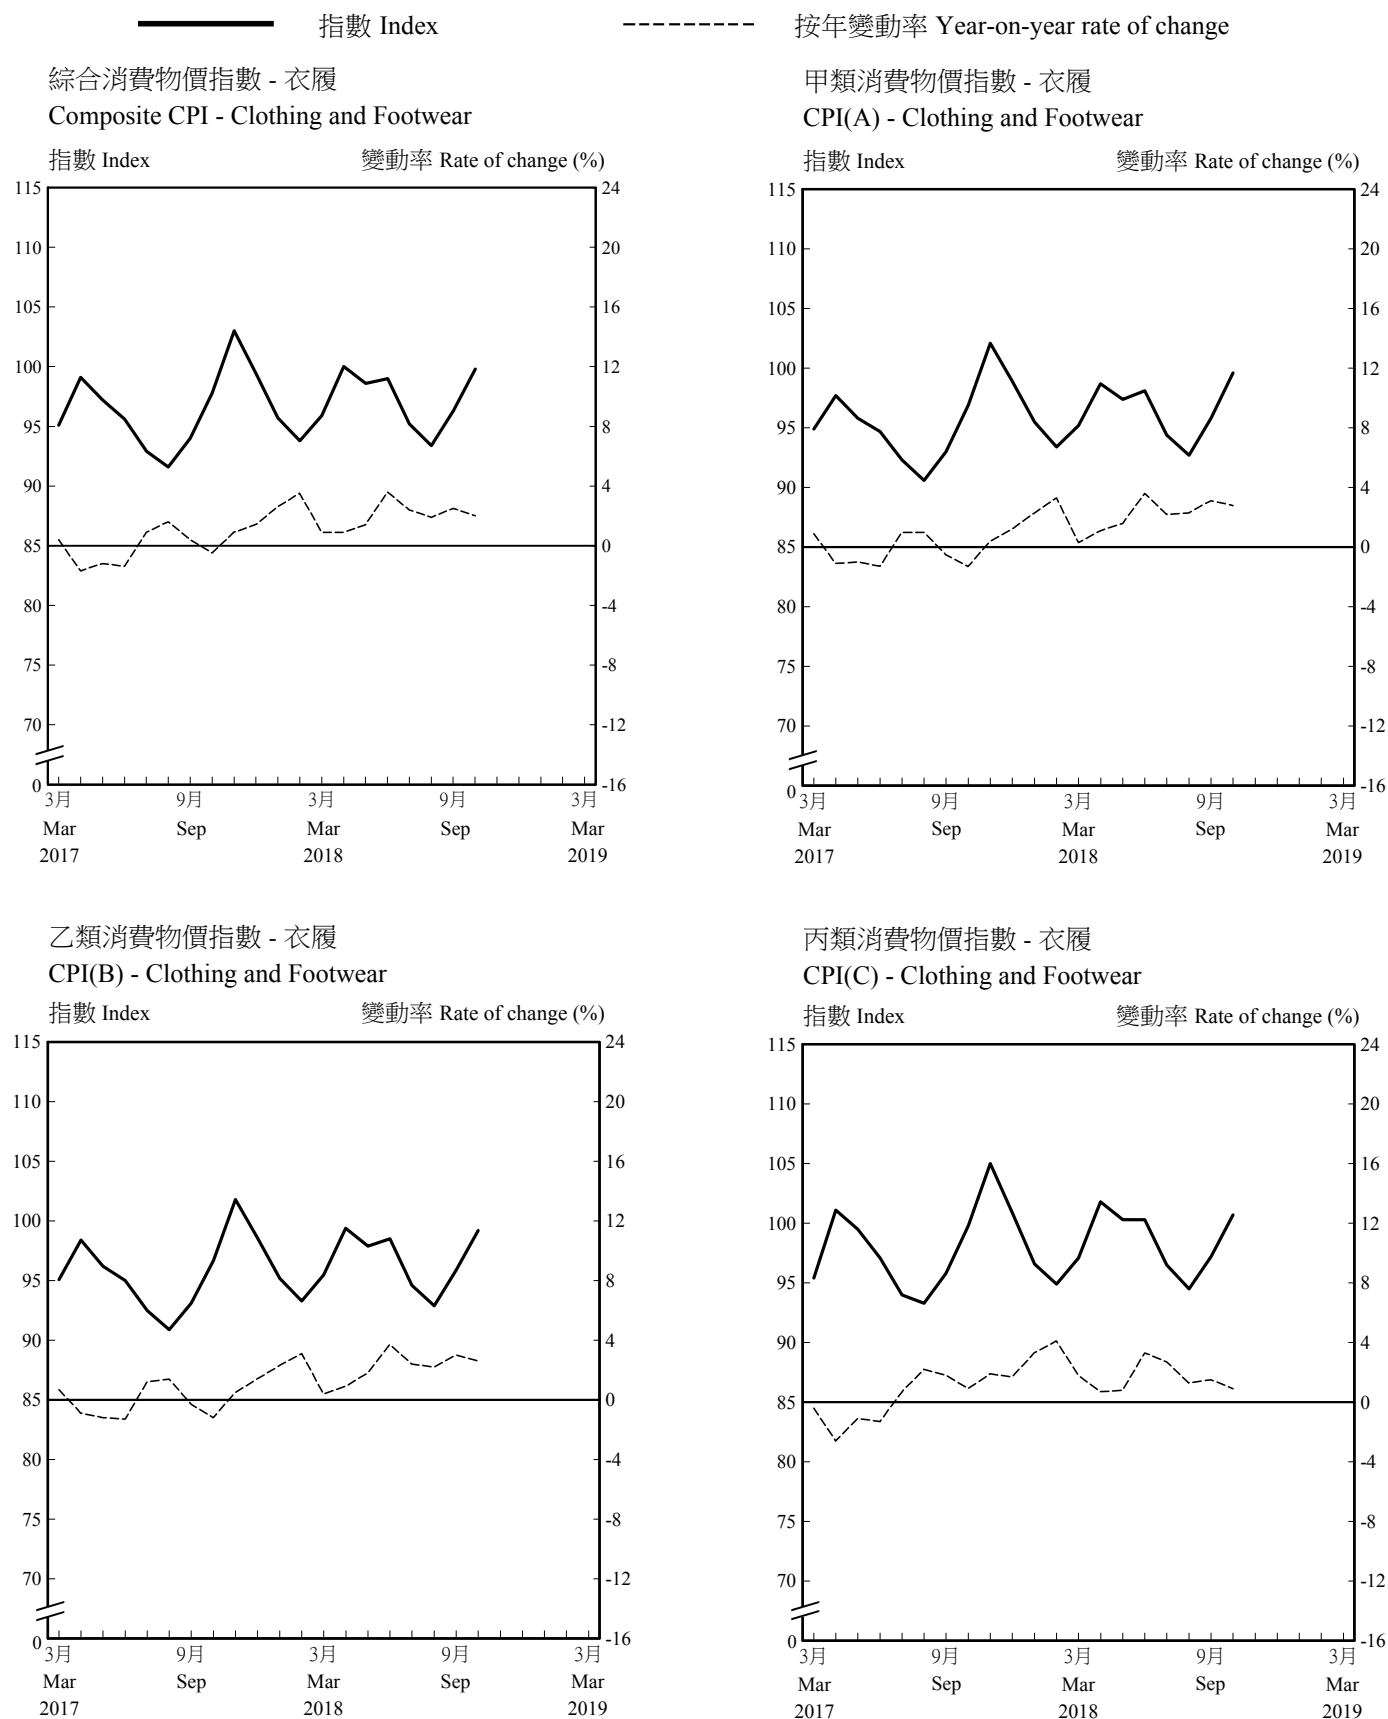 指數 Index
按年變動率 Year-on-year rate of change
綜合消費物價指數 - 衣履
Composite CPI - Clothing and Footwear
指數 Index
變動率 Rate of change (%)
115
110
105
100
95
90
85
80
75
70
0
24
20
16
12
8
4
0
-4
-8
-12
-16
3月 9月 3月 9月 3月
Mar Sep Mar Sep Mar
2017 2018 2019
甲類消費物價指數 - 衣履
CPI(A) - Clothing and Footwear
指數 Index
變動率 Rate of change (%)
115
110
105
100
95
90
85
80
75
70
0
24
20
16
12
8
4
0
-4
-8
-12
-16
3月 9月 3月 9月 3月
Mar Sep Mar Sep Mar
2017 2018 2019
乙類消費物價指數 - 衣履
CPI(B) - Clothing and Footwear
指數 Index
變動率 Rate of change (%)
115
110
105
100
95
90
85
80
75
70
0
24
20
16
12
8
4
0
-4
-8
-12
-16
3月 9月 3月 9月 3月
Mar Sep Mar Sep Mar
2017 2018 2019
丙類消費物價指數 - 衣履
CPI(C) - Clothing and Footwear
指數 Index
變動率 Rate of change (%)
115
110
105
100
95
90
85
80
75
70
0
24
20
16
12
8
4
0
-4
-8
-12
-16
3月 9月 3月 9月 3月
Mar Sep Mar Sep Mar
2017 2018 2019